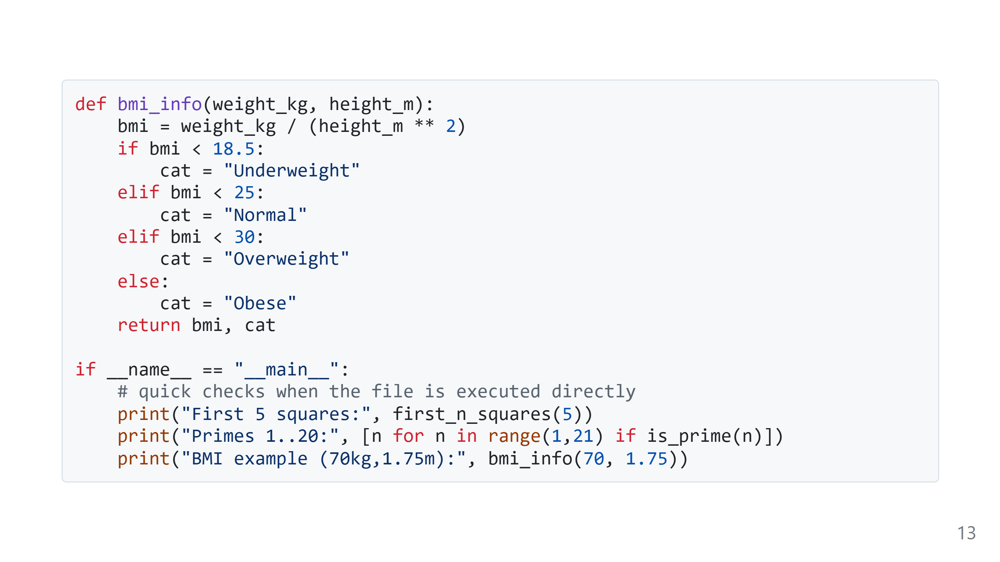 def bmi_info(weight_kg, height_m):
    bmi = weight_kg / (height_m ** 2)
    if bmi < 18.5:
        cat = "Underweight"
    elif bmi < 25:
        cat = "Normal"
    elif bmi < 30:
        cat = "Overweight"
    else:
        cat = "Obese"
    return bmi, cat

if __name__ == "__main__":
    # quick checks when the file is executed directly
    print("First 5 squares:", first_n_squares(5))
    print("Primes 1..20:", [n for n in range(1,21) if is_prime(n)])
    print("BMI example (70kg,1.75m):", bmi_info(70, 1.75))
13